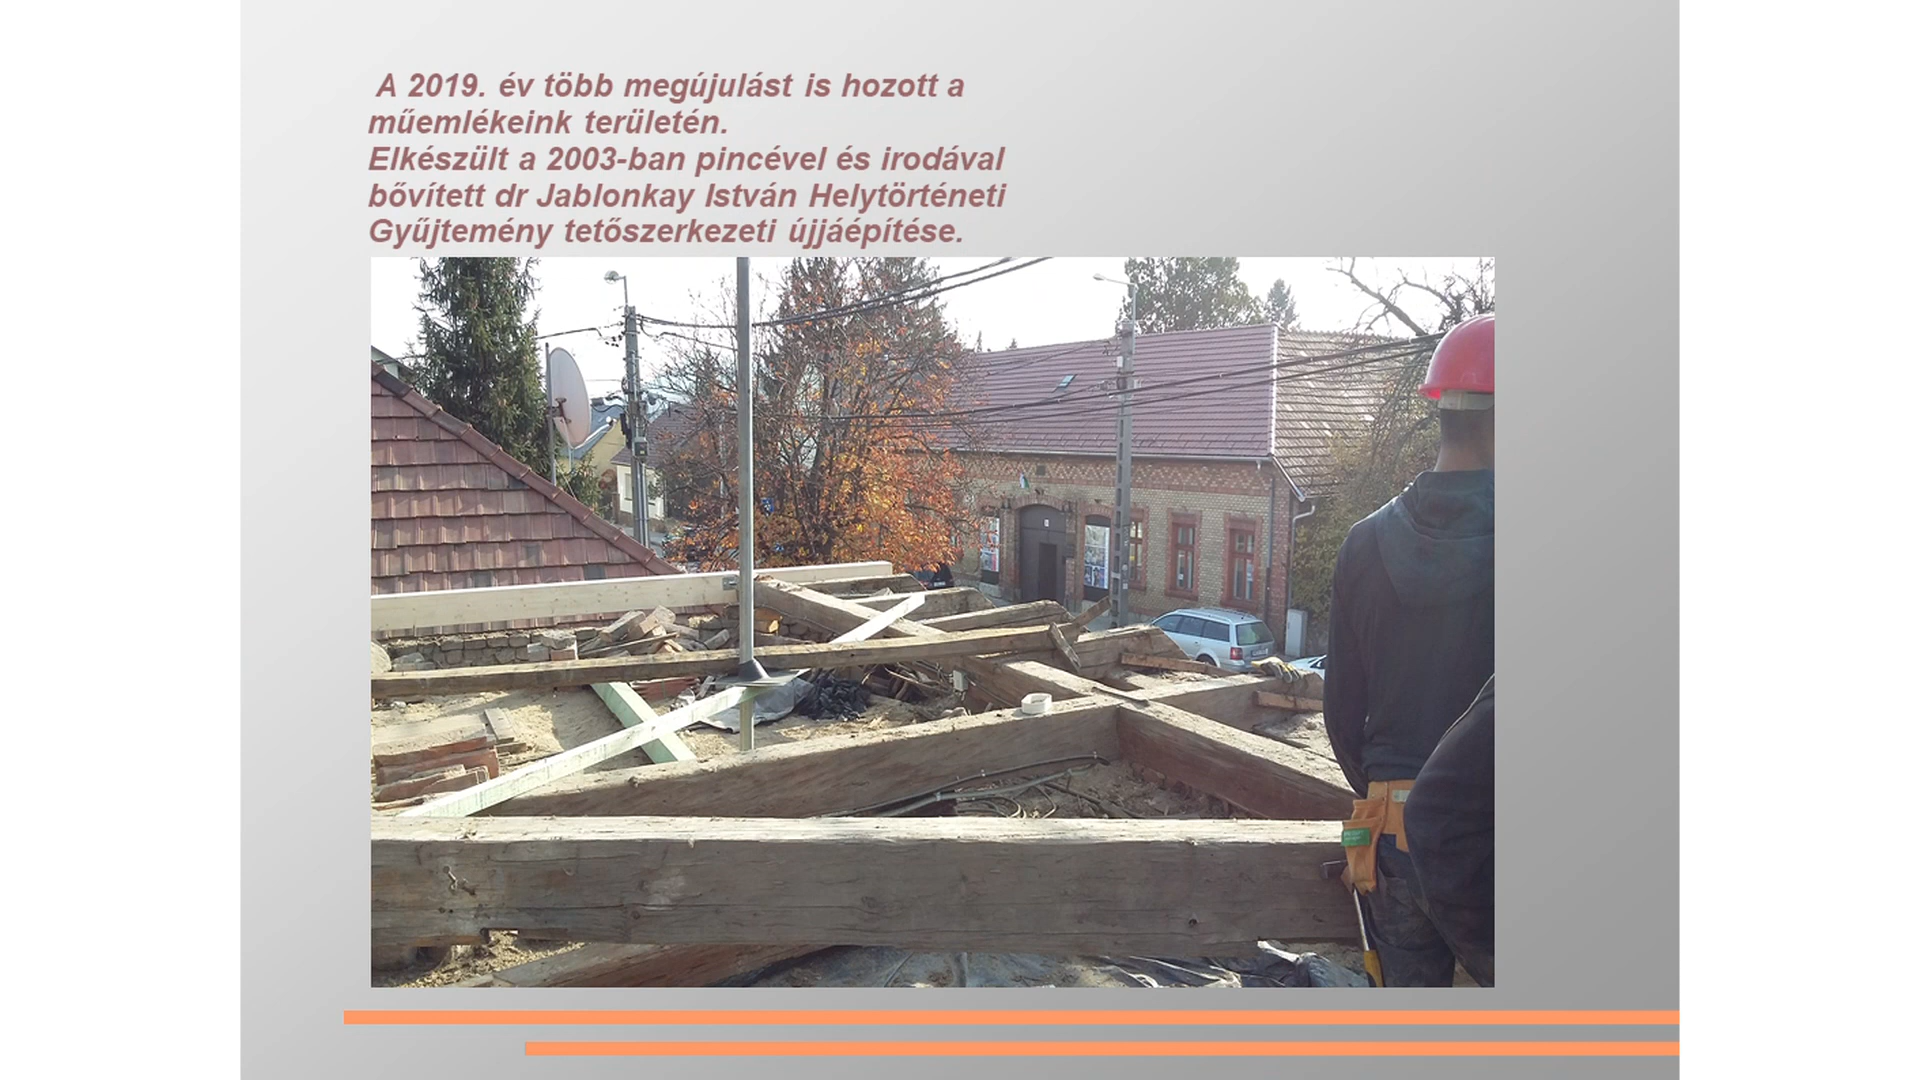 A 2019. év több megújulást is hozott a
műemlékeink területén.
Elkészült a 2003-ban pincével és irodával
bővített dr Jablonkay István Helytörténeti
Gyűjtemény tetőszerkezeti újjáépítése.